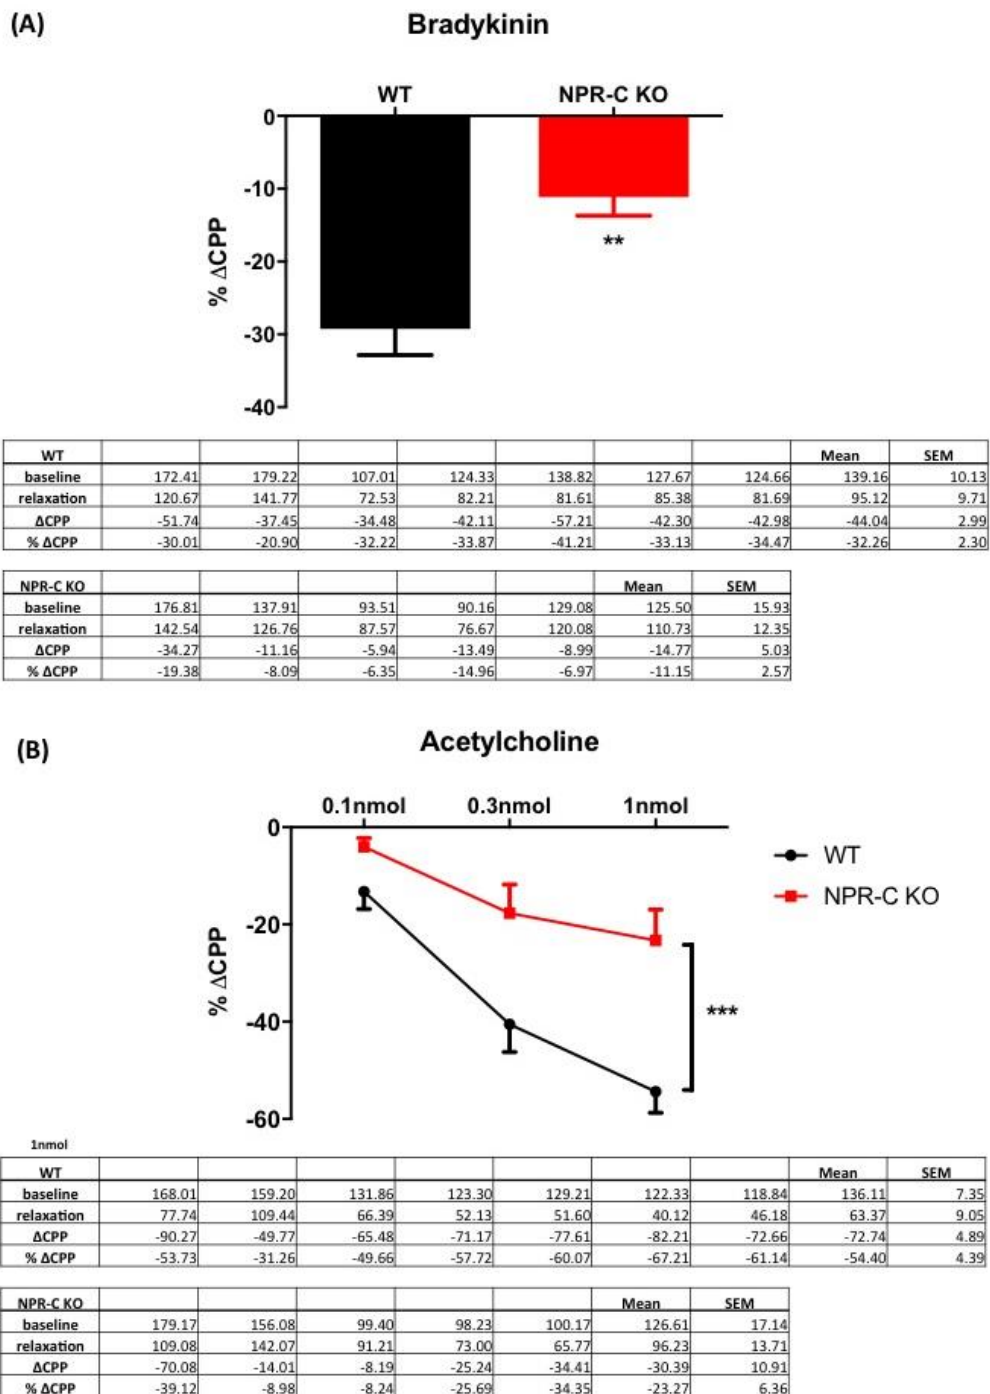 (A)
Bradykinin
WT NPR-C KO
0
-10
-20
-30
-40
% ΔCPP
**
WT Mean SEM
baseline 172.41 179.22 107.01 124.33 138.82 127.67 124.66 139.16 10.13
relaxation 120.67 141.77 72.53 82.21 81.61 85.38 81.69 95.12 9.71
ΔCPP -51.74 -37.45 -34.48 -42.11 -57.21 -42.30 -42.98 -44.04 2.99
% ΔCPP -30.01 -20.90 -32.22 -33.87 -41.21 -33.13 -34.47 -32.26 2.30
NPR-C KO Mean SEM
baseline 176.81 137.91 93.51 90.16 129.08 125.50 15.93
relaxation 142.54 126.76 87.57 76.67 120.08 110.73 12.35
ΔCPP -34.27 -11.16 -5.94 -13.49 -8.99 -14.77 5.03
% ΔCPP -19.38 -8.09 -6.35 -14.96 -6.97 -11.15 2.57
(B)
Acetylcholine
0.1nmol 0.3nmol 1nmol
0
-20
-40
-60
% ΔCPP
WT
NPR-C KO
***
1nmol
WT Mean SEM
baseline 168.01 159.20 131.86 123.30 129.21 122.33 118.84 136.11 7.35
relaxation 77.74 109.44 66.39 52.13 51.60 40.12 46.18 63.37 9.05
ΔCPP -90.27 -49.77 -65.48 -71.17 -77.61 -82.21 -72.66 -72.74 4.89
% ΔCPP -53.73 -31.26 -49.66 -57.72 -60.07 -67.21 -61.14 -54.40 4.39
NPR-C KO Mean SEM
baseline 179.17 156.08 99.40 98.23 100.17 126.61 17.14
relaxation 109.08 142.07 91.21 73.00 65.77 96.23 13.71
ΔCPP -70.08 -14.01 -8.19 -25.24 -34.41 -30.39 10.91
% ΔCPP -39.12 -8.98 -8.24 -25.69 -34.35 -23.27 6.36